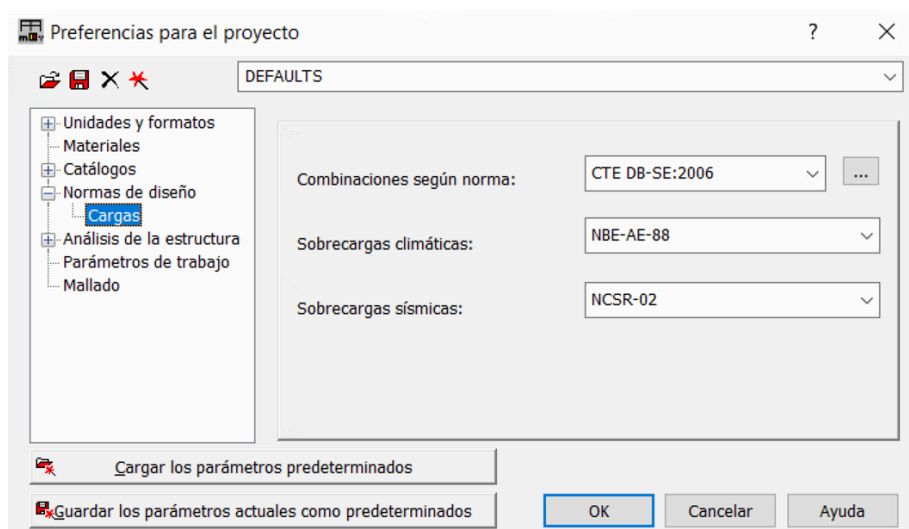 Preferencias para el proyecto
?
DEFAULTS
Unidades y formatos
Materiales
Catálogos
Normas de diseño
Cargas
Análisis de la estructura
Parámetros de trabajo
Mallado
Combinaciones según norma:
CTE DB-SE:2006
...
Sobrecargas climáticas:
NBE-AE-88
Sobrecargas sísmicas:
NCSR-02
Cargar los parámetros predeterminados
Guardar los parámetros actuales como predeterminados
OK
Cancelar
Ayuda